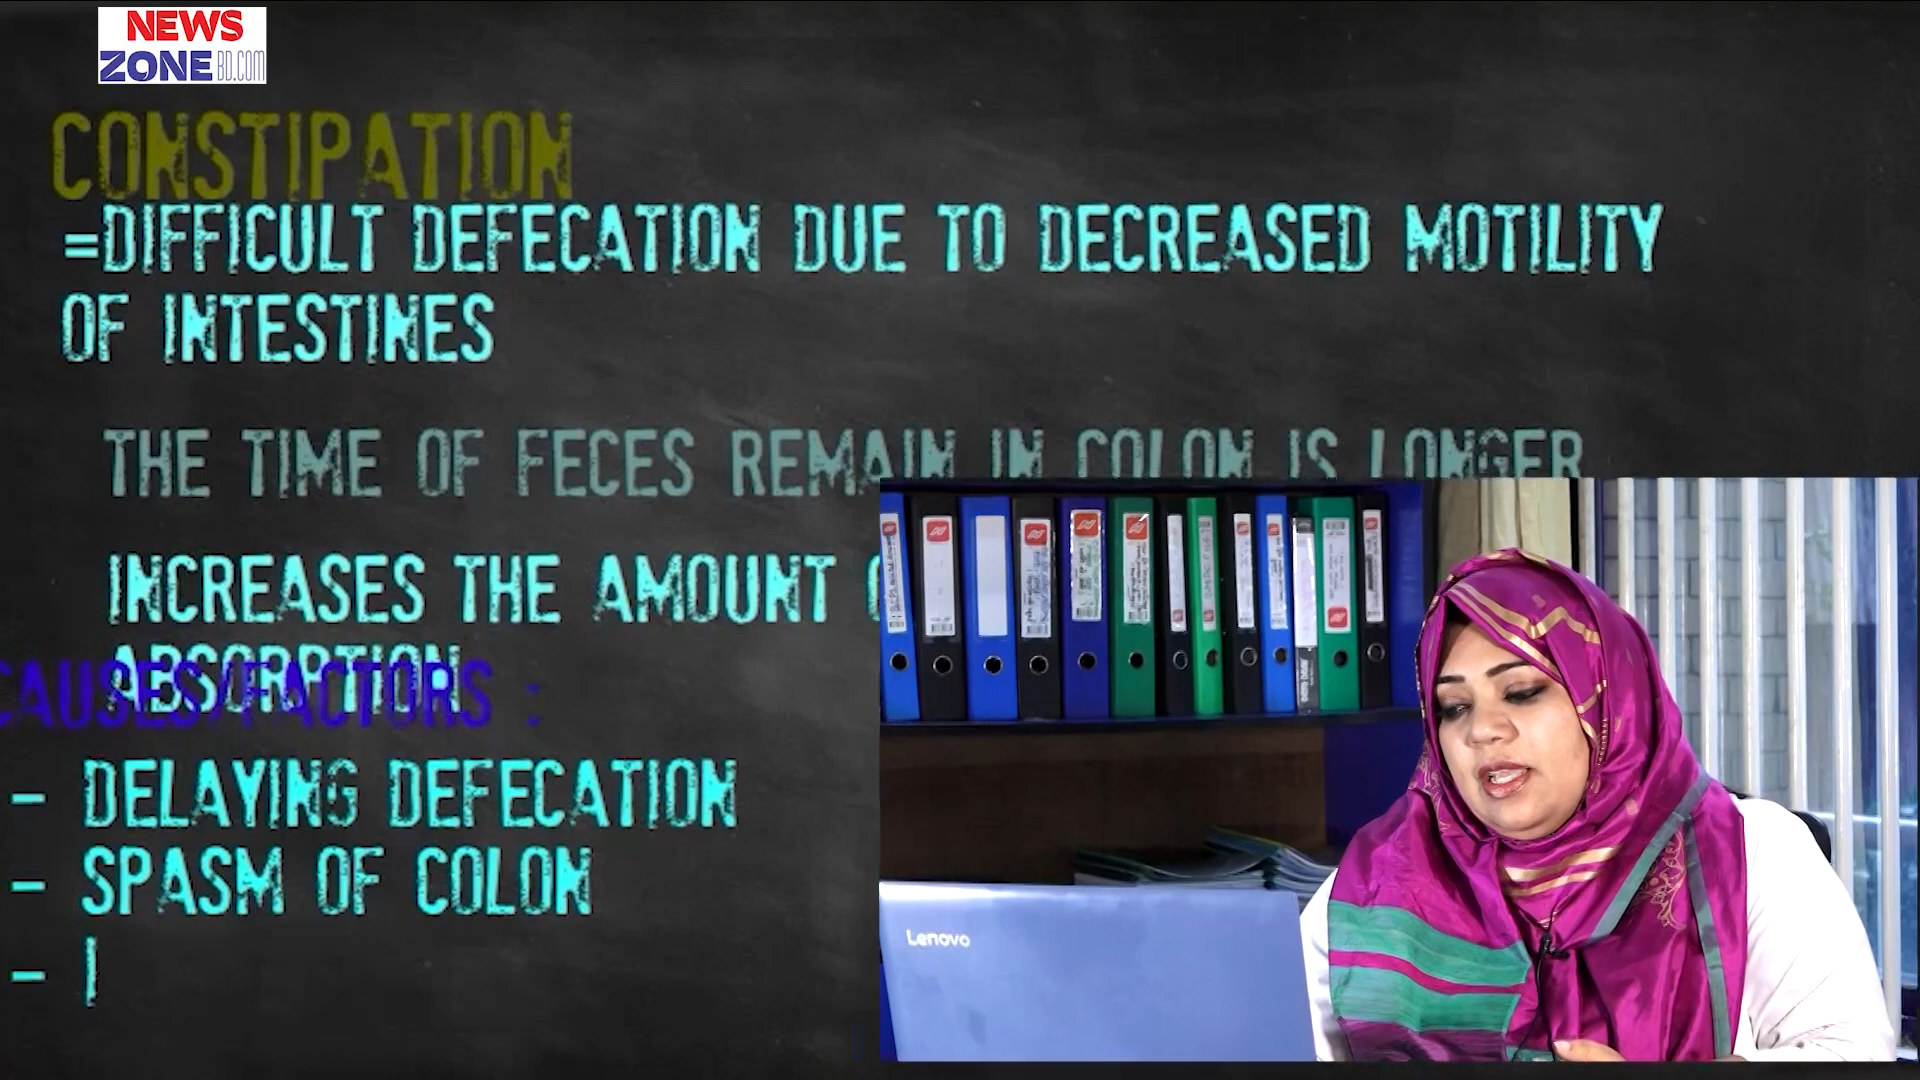 NEWS
ZONE BD.COM
CONSTIPATION
=DIFFICULT DEFECATION DUE TO DECREASED MOTILITY
OF INTESTINES
THE TIME OF FECES REMAIN IN COLON IS LONGER
INCREASES THE AMOUNT
ABSORPTION
CAUSES/FACTORS :
- DELAYING DEFECATION
- SPASM OF COLON
- I
Lenovo